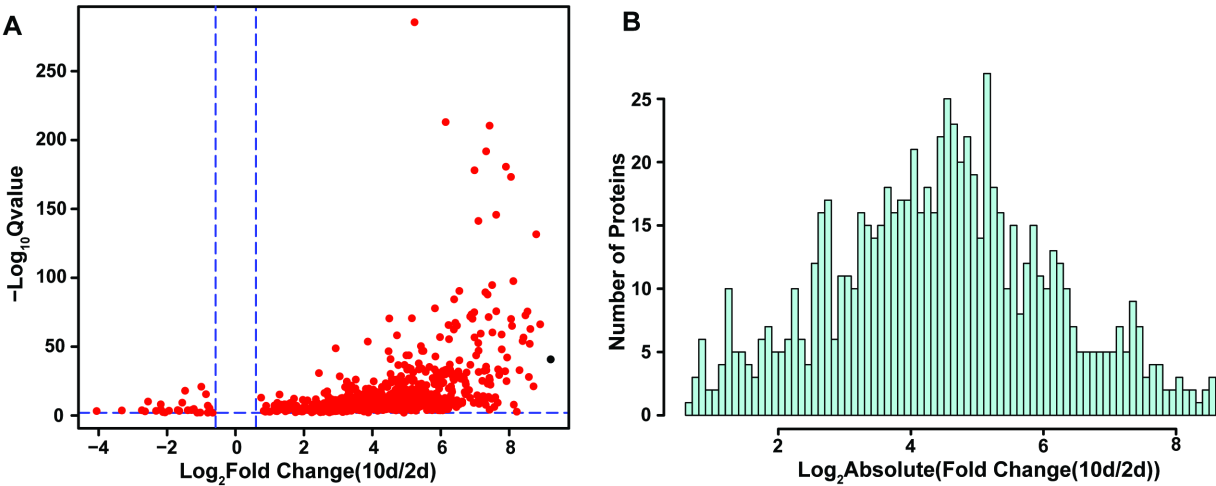 A
−Log10Qvalue
250
200
150
100
50
0
−4 −2 0 2 4 6 8
Log2Fold Change(10d/2d)
B
Number of Proteins
25
20
15
10
5
0
2 4 6 8
Log2Absolute(Fold Change(10d/2d))